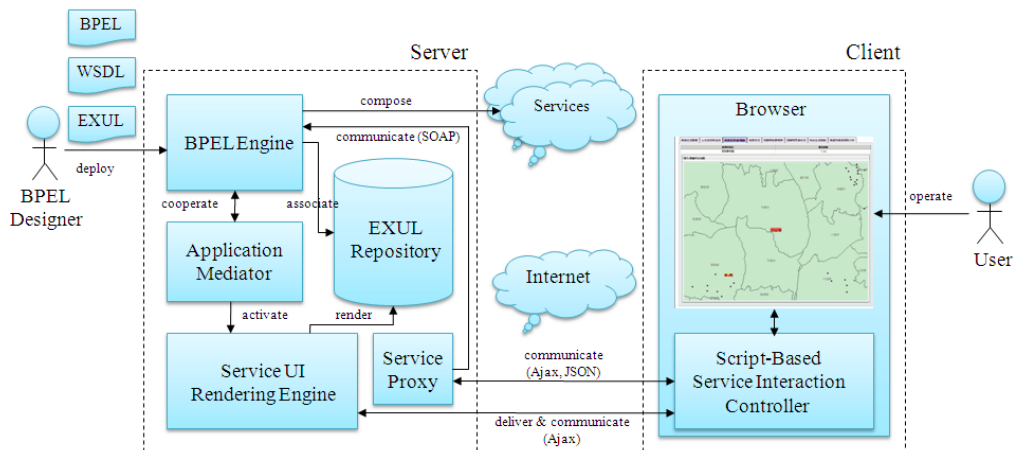 BPEL
WSDL
EXUL
BPEL
Designer
deploy
Server
BPEL Engine
compose
communicate (SOAP)
Services
cooperate
associate
Application
Mediator
EXUL
Repository
activate
render
Service UI
Rendering Engine
Service
Proxy
Internet
communicate
(Ajax, JSON)
deliver & communicate
(Ajax)
Client
Browser
Script-Based
Service Interaction
Controller
operate
User